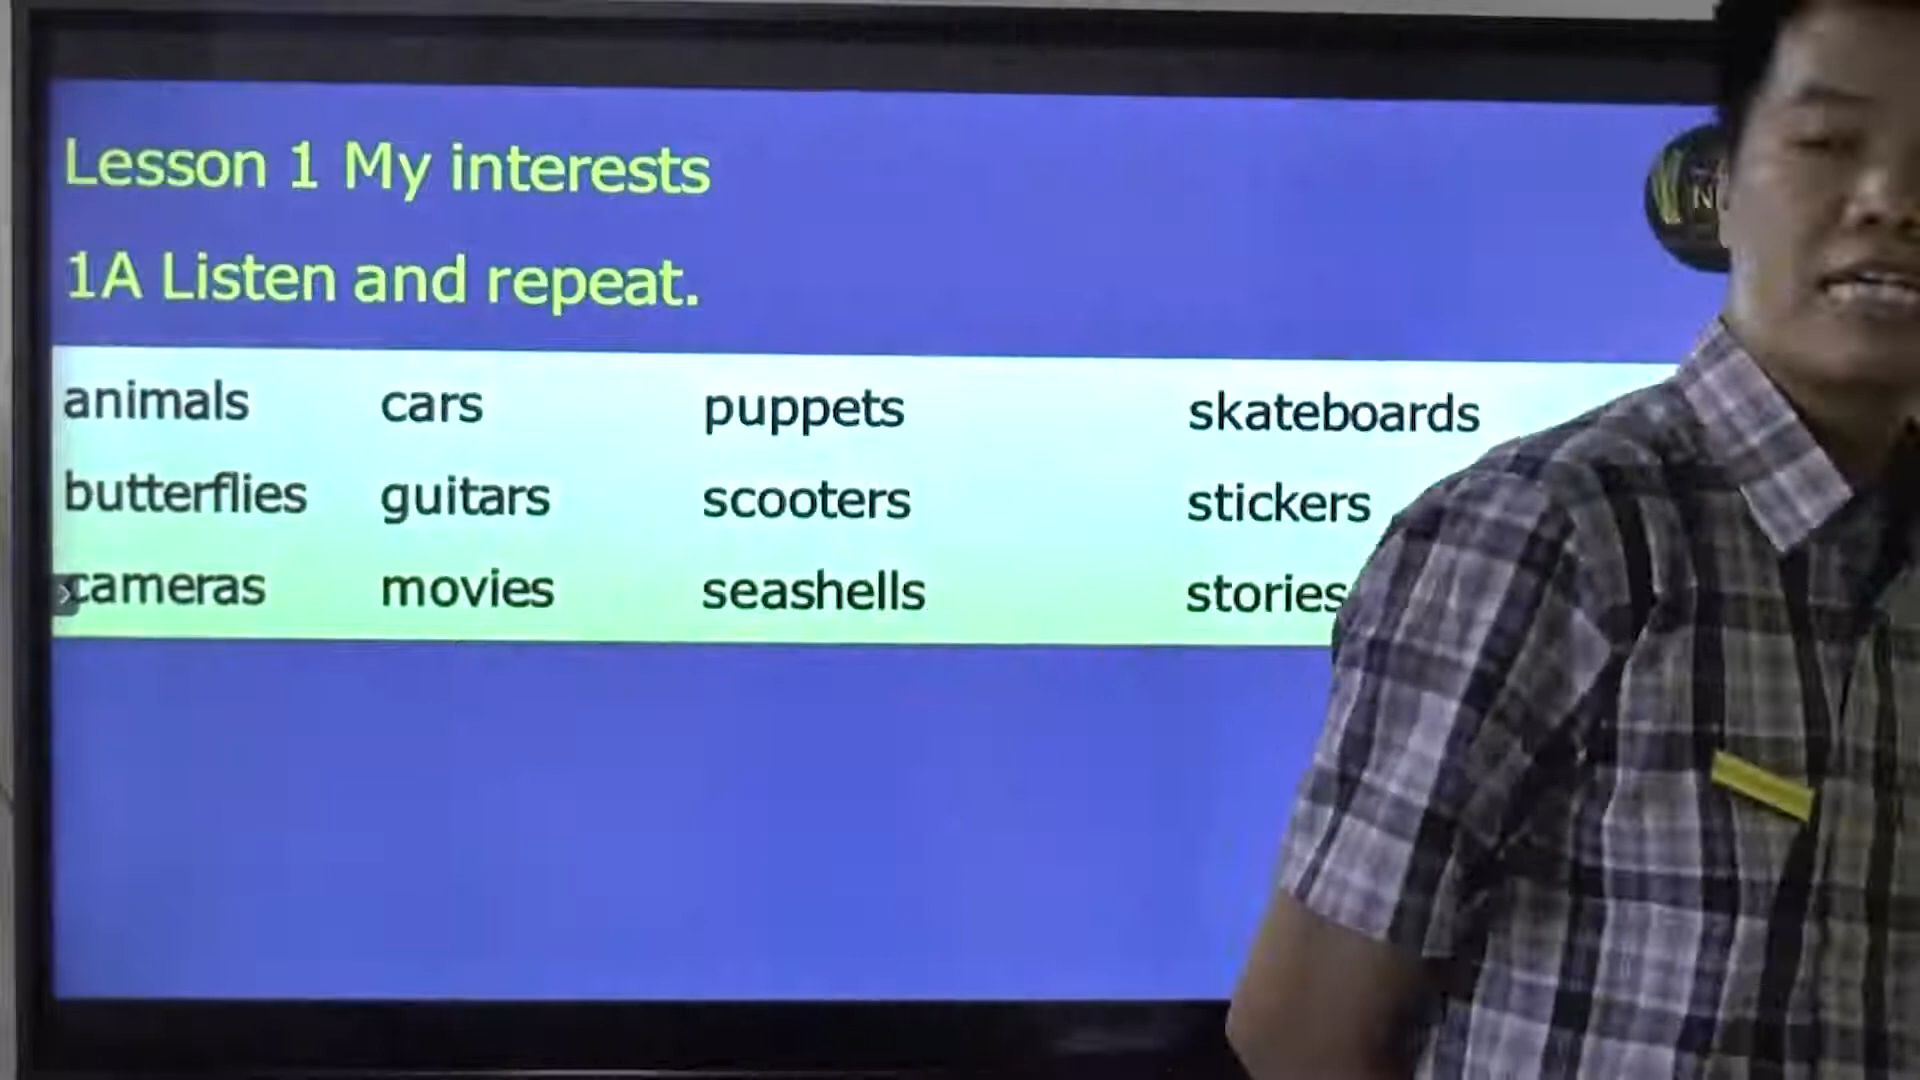 Lesson 1 My interests
1A Listen and repeat.
animals cars puppets skateboards
butterflies guitars scooters stickers
cameras movies seashells stories